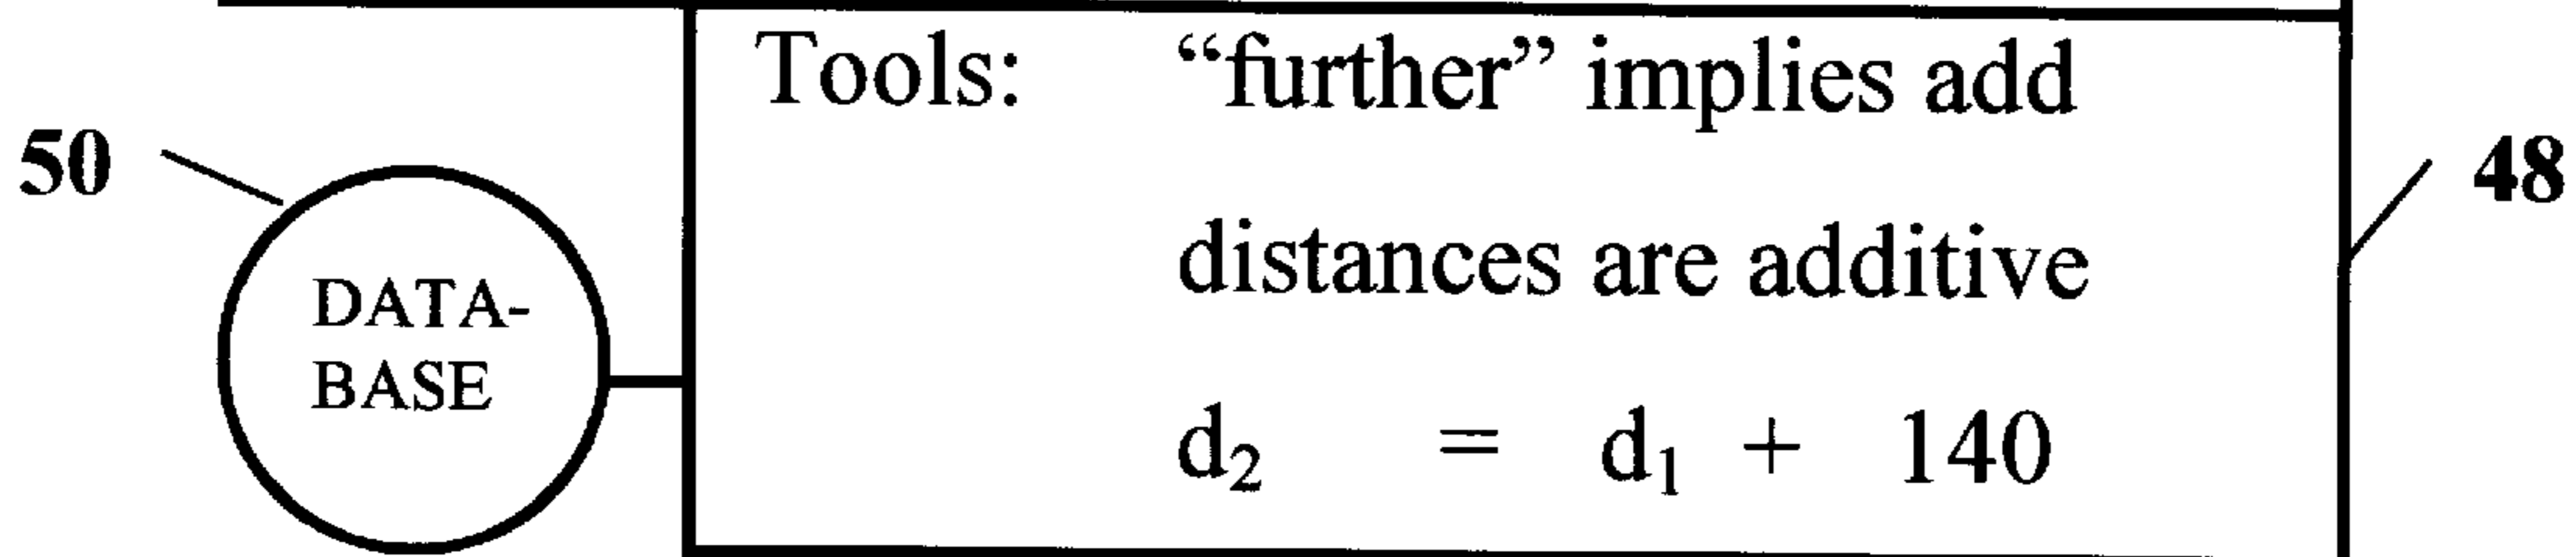 Tools: “further” implies add
50
48
distances are additive
DATA-
BASE
d₂ = d₁ + 140